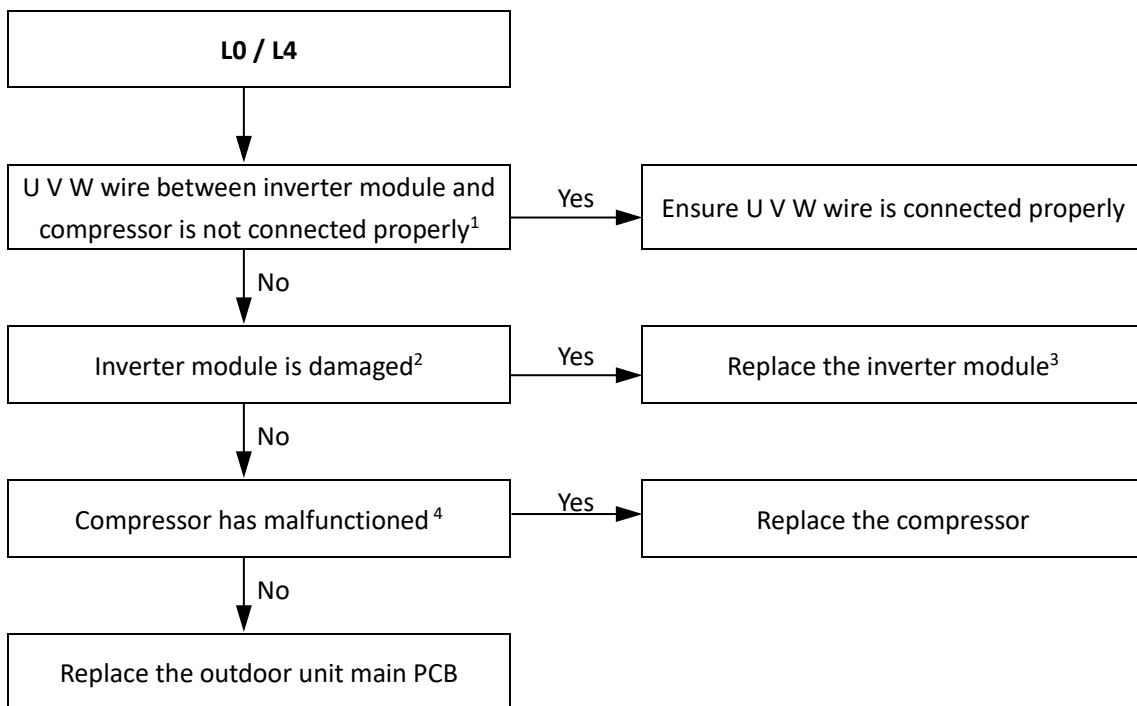 L0 / L4
U V W wire between inverter module and
compressor is not connected properly1
Yes
Ensure U V W wire is connected properly
No
Inverter module is damaged2
Yes
Replace the inverter module3
No
Compressor has malfunctioned 4
Yes
Replace the compressor
No
Replace the outdoor unit main PCB